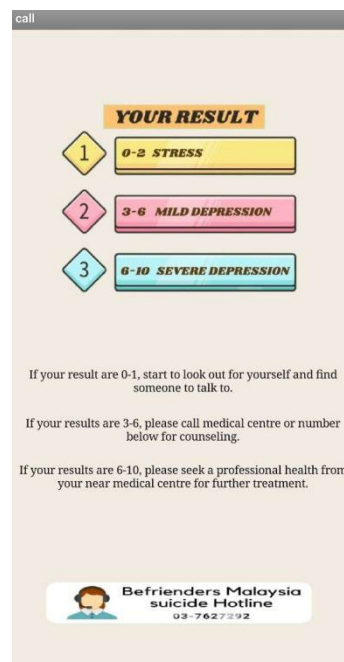 call
YOUR RESULT
1
0-2 STRESS
2
3-6 MILD DEPRESSION
3
6-10 SEVERE DEPRESSION
If your result are 0-1, start to look out for yourself and find
someone to talk to.
If your results are 3-6, please call medical centre or number
below for counseling.
If your results are 6-10, please seek a professional health from
your near medical centre for further treatment.
Befrienders Malaysia
suicide Hotline
03-7627292